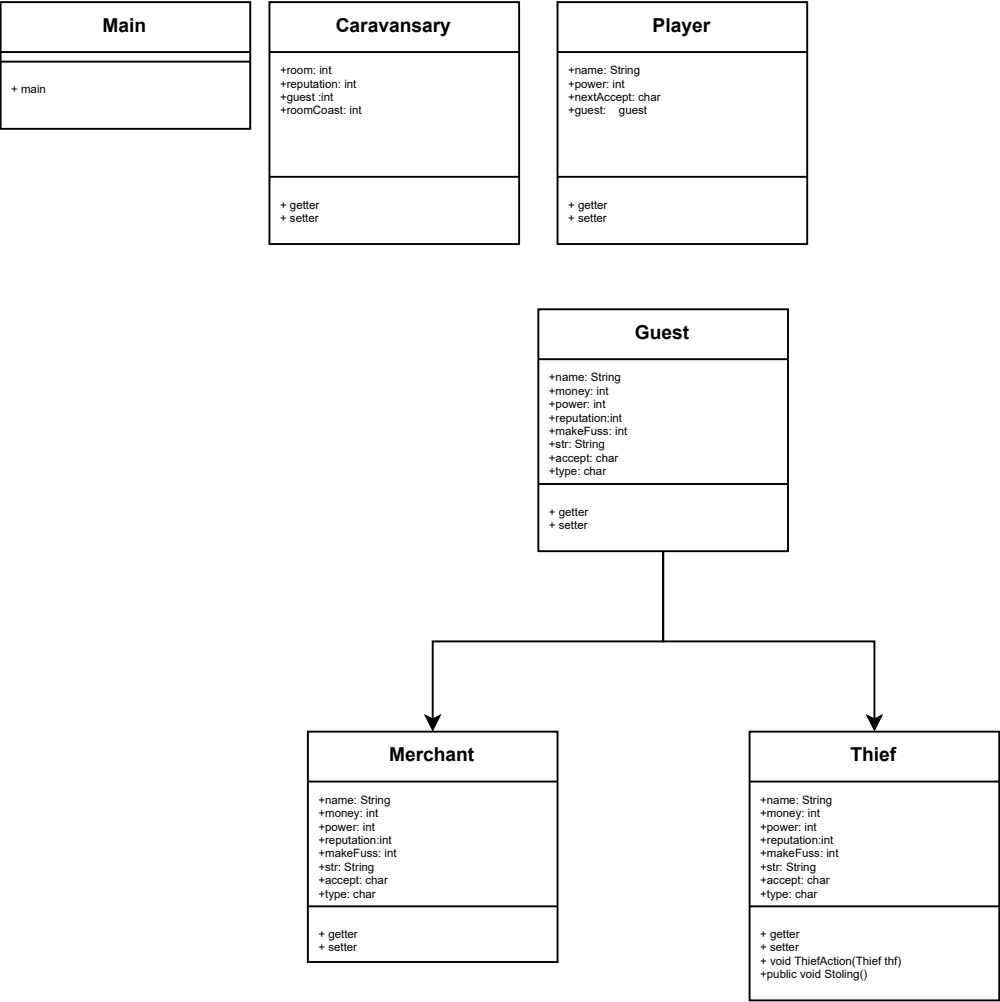 Main
+ main
Caravansary
+room: int
+reputation: int
+guest :int
+roomCoast: int
+ getter
+ setter
Player
+name: String
+power: int
+nextAccept: char
+guest: guest
+ getter
+ setter
Guest
+name: String
+money: int
+power: int
+reputation:int
+makeFuss: int
+str: String
+accept: char
+type: char
+ getter
+ setter
Merchant
+name: String
+money: int
+power: int
+reputation:int
+makeFuss: int
+str: String
+accept: char
+type: char
+ getter
+ setter
Thief
+name: String
+money: int
+power: int
+reputation:int
+makeFuss: int
+str: String
+accept: char
+type: char
+ getter
+ setter
+ void ThiefAction(Thief thf)
+public void Stoling()